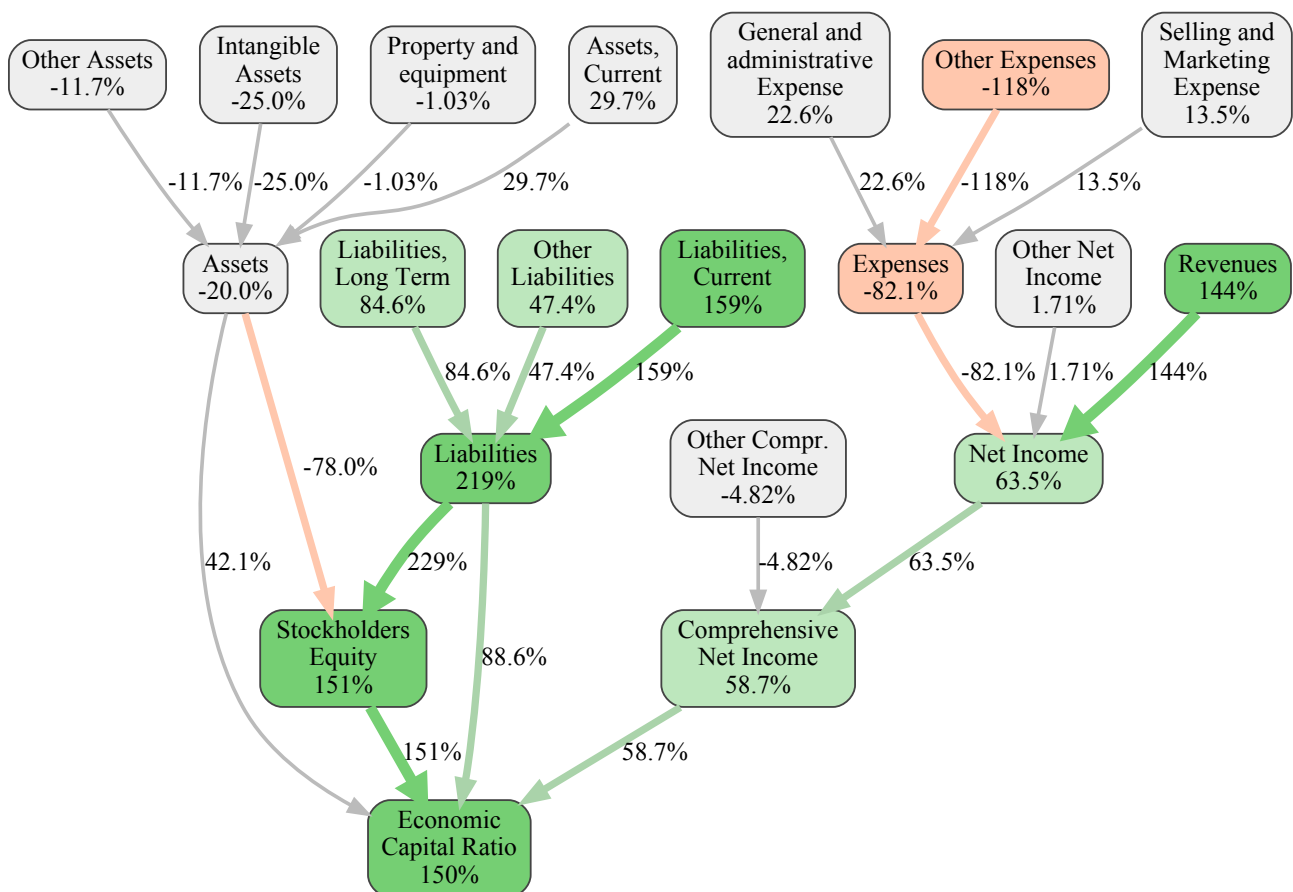 Other Assets
-11.7%
Intangible
Assets
-25.0%
Property and
equipment
-1.03%
Assets,
Current
29.7%
General and
administrative
Expense
22.6%
Other Expenses
-118%
Selling and
Marketing
Expense
13.5%
-11.7%
-25.0%
-1.03%
29.7%
22.6%
-118%
13.5%
Assets
-20.0%
Liabilities,
Long Term
84.6%
Other
Liabilities
47.4%
Liabilities,
Current
159%
Expenses
-82.1%
Other Net
Income
1.71%
Revenues
144%
84.6%
47.4%
159%
-82.1%
1.71%
144%
-78.0%
Liabilities
219%
Other Compr.
Net Income
-4.82%
Net Income
63.5%
42.1%
229%
-4.82%
63.5%
Stockholders
Equity
151%
88.6%
Comprehensive
Net Income
58.7%
151%
58.7%
Economic
Capital Ratio
150%